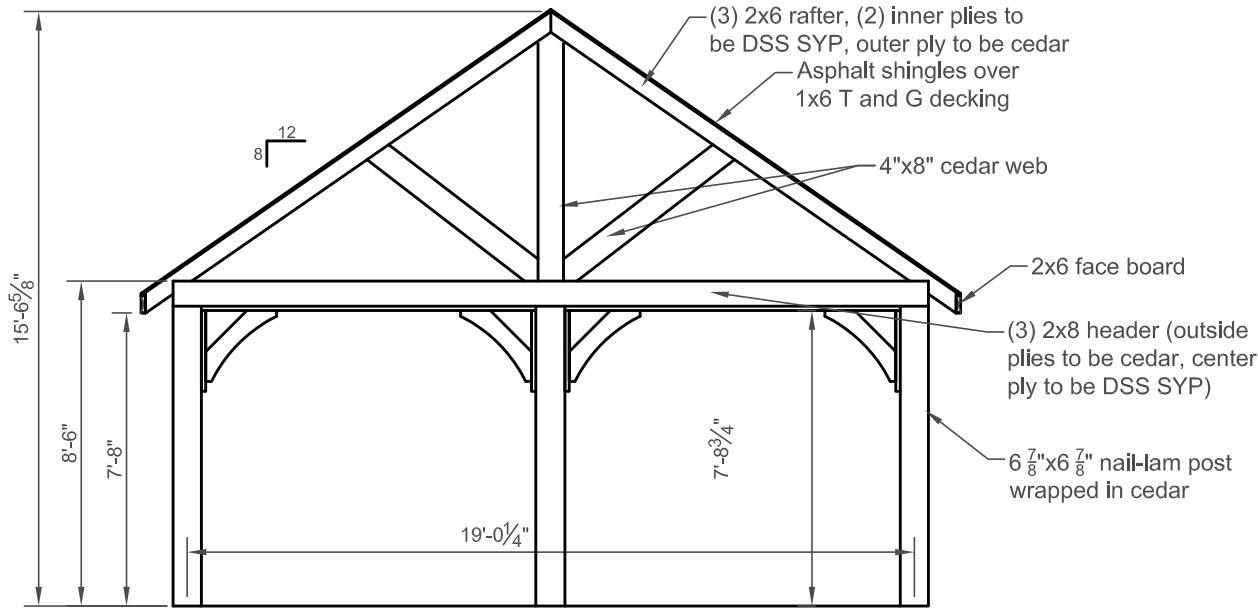 (3) 2x6 rafter, (2) inner plies to
be DSS SYP, outer ply to be cedar
Asphalt shingles over
1x6 T and G decking
12
8
4"x8" cedar web
2x6 face board
(3) 2x8 header (outside
plies to be cedar, center
ply to be DSS SYP)
6 7/8"x6 7/8" nail-lam post
wrapped in cedar
15'-6 5/8"
8'-6"
7'-8"
7'-8 3/4"
19'-0 1/4"